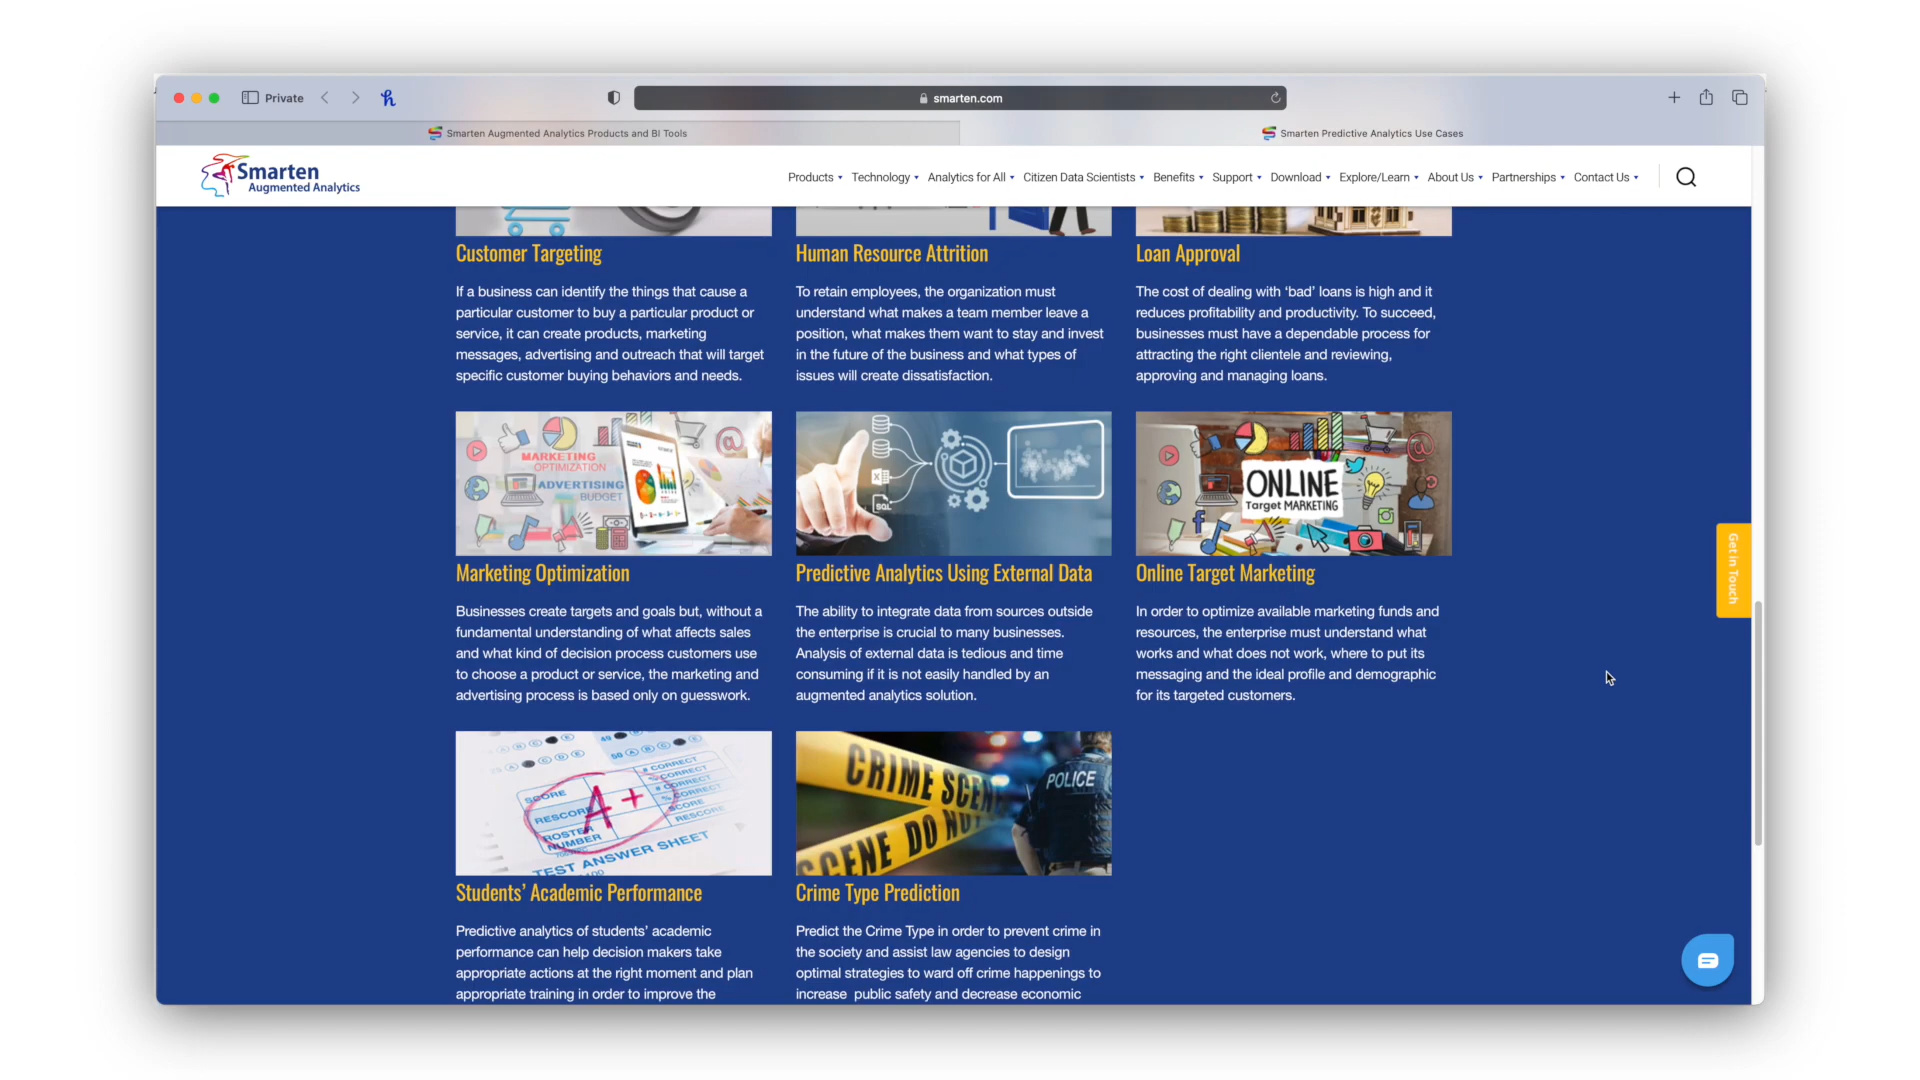 Private
smarten.com
Smarten Augmented Analytics Products and BI Tools
Smarten Predictive Analytics Use Cases
Smarten
Augmented Analytics
Products Technology Analytics for All Citizen Data Scientists Benefits Support Download Explore/Learn About Us Partnerships Contact Us
Customer Targeting
If a business can identify the things that cause a
particular customer to buy a particular product or
service, it can create products, marketing
messages, advertising and outreach that will target
specific customer buying behaviors and needs.
Human Resource Attrition
To retain employees, the organization must
understand what makes a team member leave a
position, what makes them want to stay and invest
in the future of the business and what types of
issues will create dissatisfaction.
Loan Approval
The cost of dealing with ‘bad’ loans is high and it
reduces profitability and productivity. To succeed,
businesses must have a dependable process for
attracting the right clientele and reviewing,
approving and managing loans.
MARKETING
OPTIMIZATION
ADVERTISING
BUDGET
Marketing Optimization
Businesses create targets and goals but, without a
fundamental understanding of what affects sales
and what kind of decision process customers use
to choose a product or service, the marketing and
advertising process is based only on guesswork.
SQL
Predictive Analytics Using External Data
The ability to integrate data from sources outside
the enterprise is crucial to many businesses.
Analysis of external data is tedious and time
consuming if it is not easily handled by an
augmented analytics solution.
ONLINE
Target MARKETING
Online Target Marketing
In order to optimize available marketing funds and
resources, the enterprise must understand what
works and what does not work, where to put its
messaging and the ideal profile and demographic
for its targeted customers.
Get in Touch
# CORRECT
% CORRECT
# CORRECT
% CORRECT
SCORE
RESCORE
SCORE
RESCORE
ROSTER
NUMBER
A+
TEST ANSWER SHEET
Students’ Academic Performance
Predictive analytics of students’ academic
performance can help decision makers take
appropriate actions at the right moment and plan
appropriate training in order to improve the
CRIME SCEN
SCENE DO NOT
POLICE
Crime Type Prediction
Predict the Crime Type in order to prevent crime in
the society and assist law agencies to design
optimal strategies to ward off crime happenings to
increase public safety and decrease economic